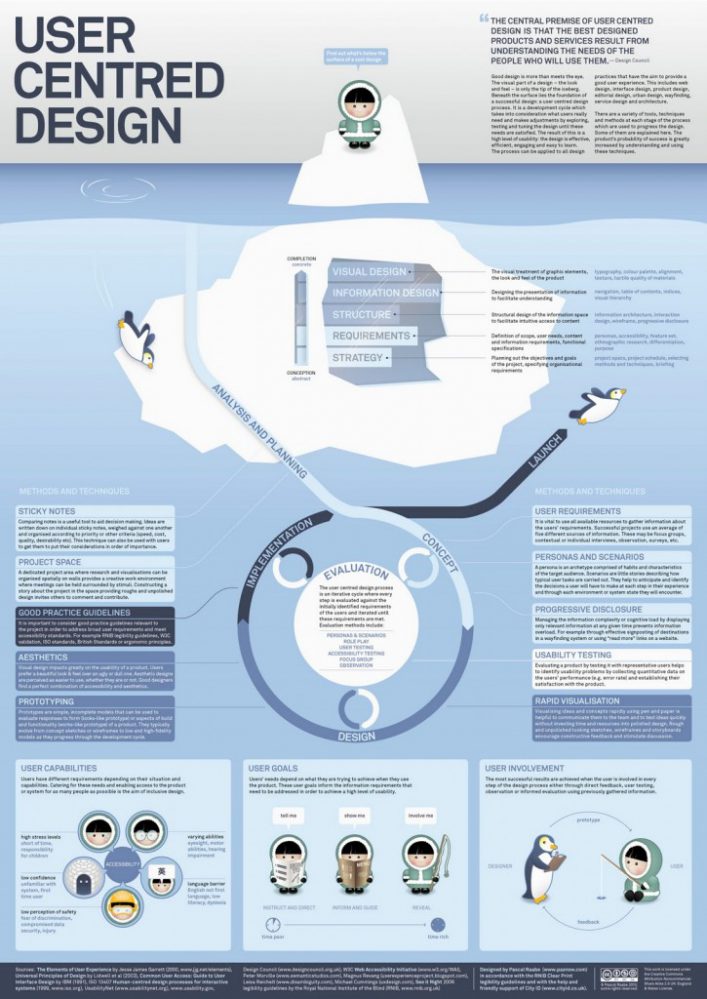 USER
CENTRED
DESIGN
Find out what's below the
surface of a cool design
“ THE CENTRAL PREMISE OF USER CENTRED
DESIGN IS THAT THE BEST DESIGNED
PRODUCTS AND SERVICES RESULT FROM
UNDERSTANDING THE NEEDS OF THE
PEOPLE WHO WILL USE THEM. — Design Council
Good design is more than meets the eye.
The visual part of a design – the look
and feel – is only the tip of the iceberg.
Beneath the surface lies the foundation of
a successful design: a user centred design
process. It is a development cycle which
takes into consideration what users really
need and makes adjustments by exploring,
testing and tuning the design until these
needs are satisfied. The result of this is a
high level of usability: the design is effective,
efficient, engaging and easy to learn.
The process can be applied to all design
practices that have the aim to provide a
good user experience. This includes web
design, interface design, product design,
editorial design, urban design, wayfinding,
service design and architecture.
There are a variety of tools, techniques
and methods at each stage of the process
which are used to progress the design.
Some of them are explained here. The
product's probability of success is greatly
increased by understanding and using
these techniques.
COMPLETION
concrete
CONCEPTION
abstract
VISUAL DESIGN
The visual treatment of graphic elements,
the look and feel of the product
typography, colour palette, alignment,
texture, tactile quality of materials
INFORMATION DESIGN
Designing the presentation of information
to facilitate understanding
navigation, table of contents, indices,
visual hierarchy
STRUCTURE
Structural design of the information space
to facilitate intuitive access to content
information architecture, interaction
design, wireframe, progressive disclosure
REQUIREMENTS
Definition of scope, user needs, content
and information requirements, functional
specifications
personas, accessibility, feature set,
ethnographic research, differentiation,
purpose
STRATEGY
Planning out the objectives and goals
of the project, specifying organisational
requirements
project space, project schedule, selecting
methods and techniques, briefing
ANALYSIS AND PLANNING
LAUNCH
IMPLEMENTATION
CONCEPT
DESIGN
EVALUATION
The user centred design process
is an iterative cycle where every
step is evaluated against the
initially identified requirements
of the users and iterated until
these requirements are met.
Evaluation methods include:
PERSONAS & SCENARIOS
ROLE PLAY
USER TESTING
ACCESSIBILITY TESTING
FOCUS GROUP
OBSERVATION
METHODS AND TECHNIQUES
STICKY NOTES
Comparing notes is a useful tool to aid decision making. Ideas are
written down on individual sticky notes, weighed against one another
and organised according to priority or other criteria (speed, cost,
quality, desirability etc). This technique can also be used with users
to get them to put their considerations in order of importance.
PROJECT SPACE
A dedicated project area where research and visualisations can be
organised spatially on walls provides a creative work environment
where meetings can be held surrounded by stimuli. Constructing a
story about the project in the space providing roughs and unpolished
design invites others to comment and contribute.
GOOD PRACTICE GUIDELINES
It is important to consider good practice guidelines relevant to
the project in order to address broad user requirements and meet
accessibility standards. For example RNIB legibility guidelines, W3C
validation, ISO standards, British Standards or ergonomic principles.
AESTHETICS
Visual design impacts greatly on the usability of a product. Users
prefer a beautiful look & feel over an ugly or dull one. Aesthetic designs
are perceived as easier to use, whether they are or not. Good designers
find a perfect combination of accessibility and aesthetics.
PROTOTYPING
Prototypes are simple, incomplete models that can be used to
evaluate responses to form (looks-like prototype) or aspects of build
and functionality (works-like prototype) of a product. They typically
evolve from concept sketches or wireframes to low and high-fidelity
models as they progress through the development cycle.
METHODS AND TECHNIQUES
USER REQUIREMENTS
It is vital to use all available resources to gather information about
the users' requirements. Successful projects use an average of
five different sources of information. These may be focus groups,
contextual or individual interviews, observation, surveys, etc.
PERSONAS AND SCENARIOS
A persona is an archetype comprised of habits and characteristics
of the target audience. Scenarios are little stories describing how
typical user tasks are carried out. They help to anticipate and identify
the decisions a user will have to make at each step in their experience
and through each environment or system state they will encounter.
PROGRESSIVE DISCLOSURE
Managing the information complexity or cognitive load by displaying
only relevant information at any given time prevents information
overload. For example through effective signposting of destinations
in a wayfinding system or using "read more" links on a website.
USABILITY TESTING
Evaluating a product by testing it with representative users helps
to identify usability problems by collecting quantitative data on
the users' performance (e.g. error rate) and establishing their
satisfaction with the product.
RAPID VISUALISATION
Visualising ideas and concepts rapidly using pen and paper is
helpful to communicate them to the team and to test ideas quickly
without investing time and resources into polished design. Rough
and unpolished looking sketches, wireframes and storyboards
encourage constructive feedback and stimulate discussion.
USER CAPABILITIES
Users have different requirements depending on their situation and
capabilities. Catering for these needs and enabling access to the product
or system for as many people as possible is the aim of inclusive design.
high stress levels
short of time,
responsibility
for children
varying abilities
eyesight, motor
abilities, hearing
impairment
ACCESSIBILITY
low confidence
unfamiliar with
system, first
time user
英
language barrier
English not first
language, low
literacy, dyslexia
low perception of safety
fear of discrimination,
compromised data
security, injury
USER GOALS
Users' needs depend on what they are trying to achieve when they use
the product. These user goals inform the information requirements
that need to be addressed in order to achieve a high level of usability.
tell me
show me
involve me
INSTRUCT AND DIRECT
INFORM AND GUIDE
REVEAL
time poor
time rich
USER INVOLVEMENT
The most successful results are achieved when the user is involved in every
step of the design process either through direct feedback, user testing,
observation or informed evaluation using previously gathered information.
prototype
DESIGNER
USER
feedback
Sources: The Elements of User Experience by Jesse James Garrett (2000, www.jjg.net/elements),
Universal Principles of Design by Lidwell et al (2003), Common User Access: Guide to User
Interface Design by IBM (1991), ISO 13407 Human-centred design processes for interactive
systems (1999, www.iso.org), UsabilityNet (www.usabilitynet.org), www.usability.gov,
Design Council (www.designcouncil.org.uk), W3C Web Accessibility Initiative (www.w3.org/WAI),
Peter Morville (www.semanticstudios.com), Magnus Revang (userexperienceproject.blogspot.com),
Leisa Reichelt (www.disambiguity.com), Michael Cummings (uxdesign.com), See it Right 2006
legibility guidelines by the Royal National Institute of the Blind (RNIB, www.rnib.org.uk)
Designed by Pascal Raabe (www.paznow.com)
in accordance with the RNIB Clear Print
legibility guidelines and with the help and
friendly support of City ID (www.cityid.co.uk)